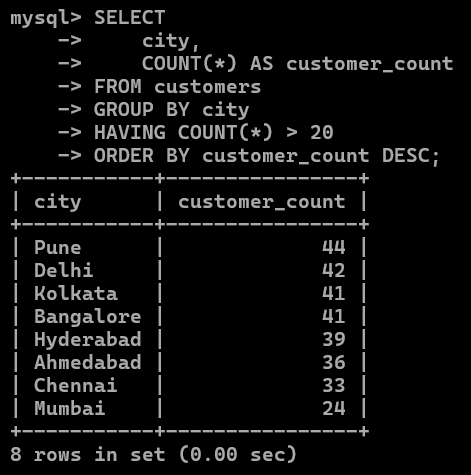 mysql> SELECT
    ->     city,
    ->     COUNT(*) AS customer_count
    -> FROM customers
    -> GROUP BY city
    -> HAVING COUNT(*) > 20
    -> ORDER BY customer_count DESC;
+-----------+----------------+
| city      | customer_count |
+-----------+----------------+
| Pune      |             44 |
| Delhi     |             42 |
| Kolkata   |             41 |
| Bangalore |             41 |
| Hyderabad |             39 |
| Ahmedabad |             36 |
| Chennai   |             33 |
| Mumbai    |             24 |
+-----------+----------------+
8 rows in set (0.00 sec)